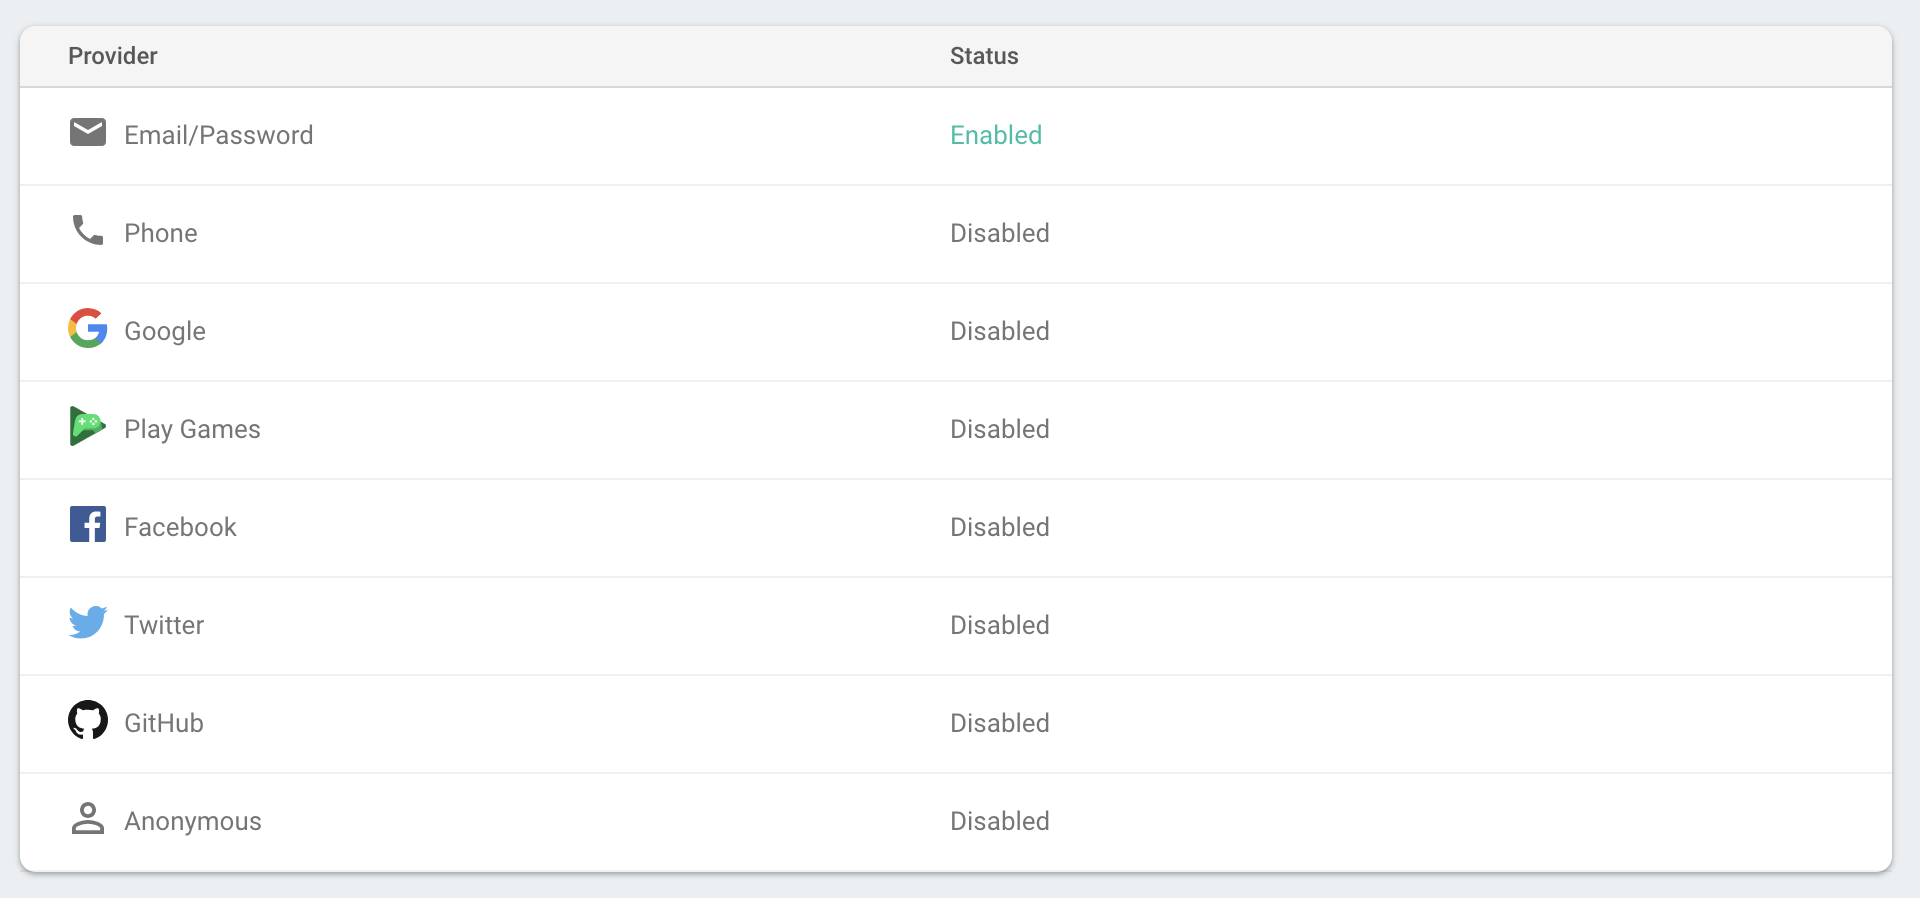 Provider Status
Email/Password Enabled
Phone Disabled
Google Disabled
Play Games Disabled
Facebook Disabled
Twitter Disabled
GitHub Disabled
Anonymous Disabled